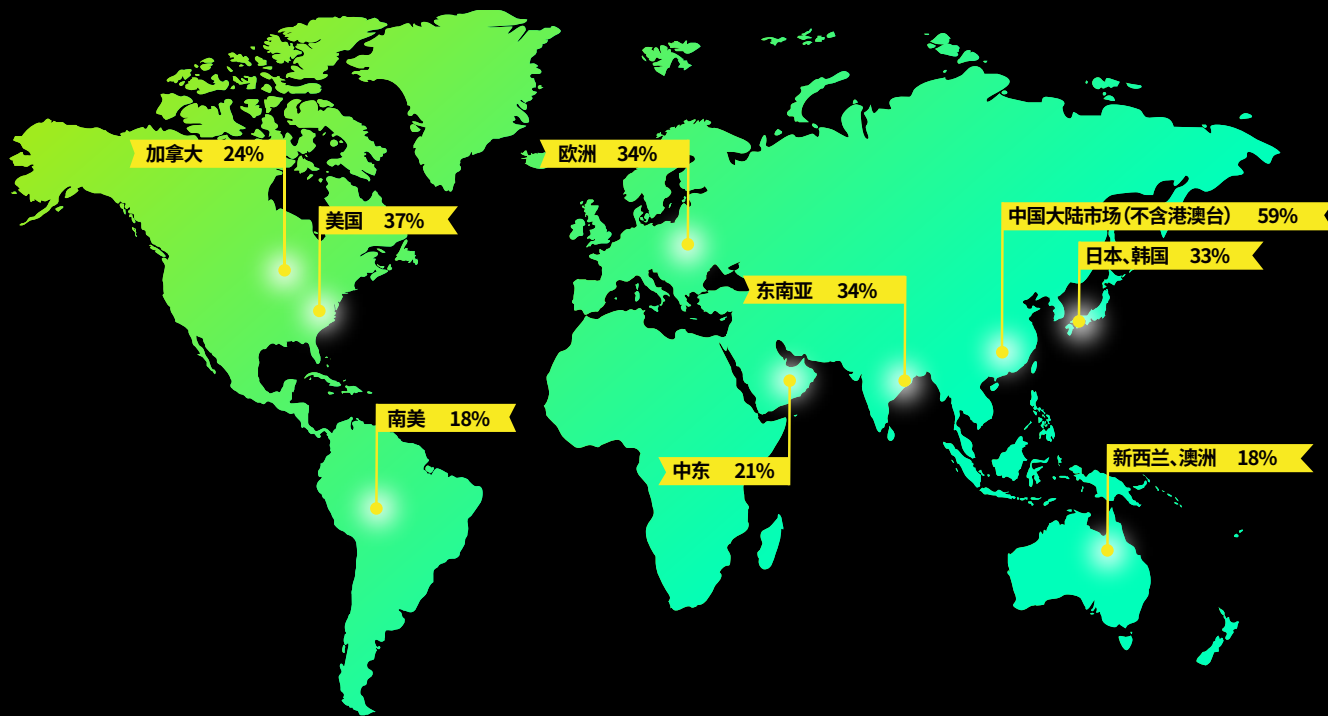 加拿大 24%
欧洲 34%
美国 37%
中国大陆市场(不含港澳台) 59%
日本、韩国 33%
东南亚 34%
南美 18%
中东 21%
新西兰、澳洲 18%